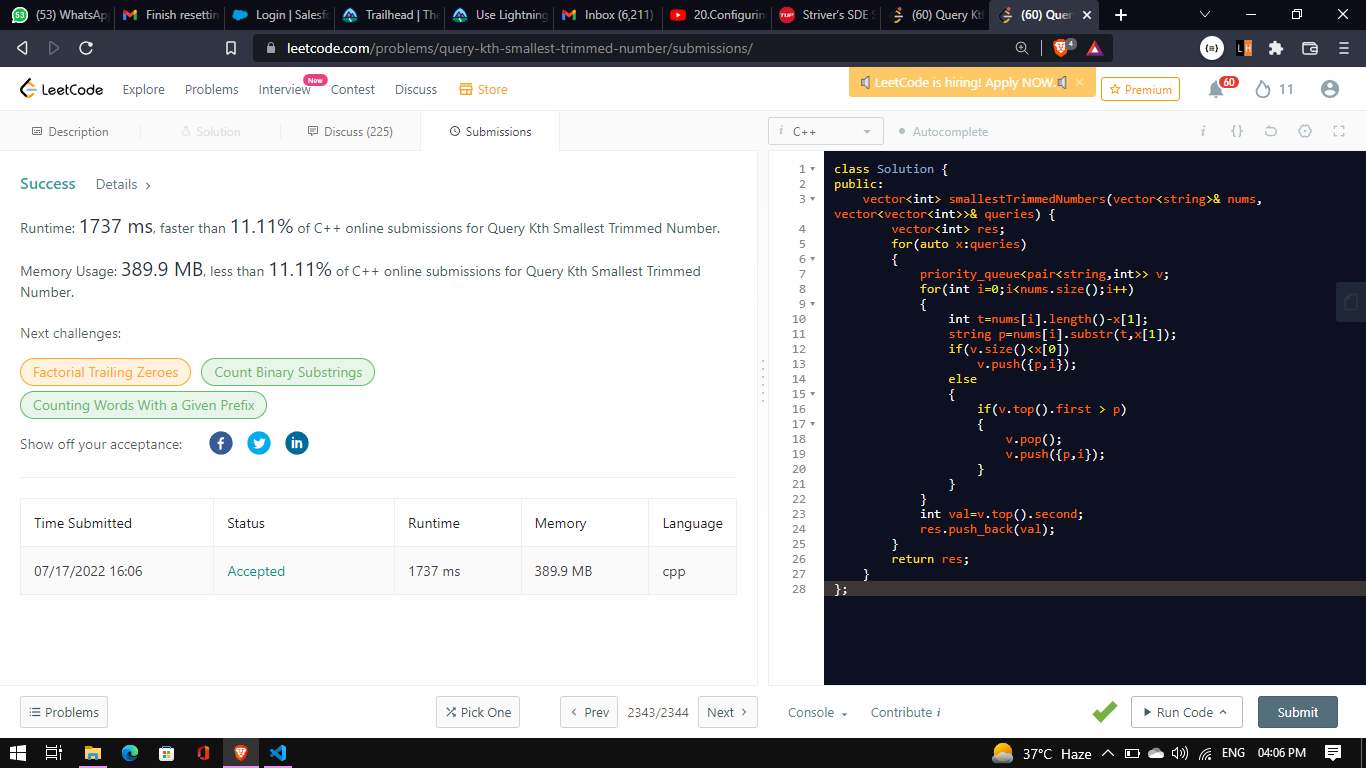 (53) WhatsAp
Finish resettin
Login | Salesf
Trailhead | The
Use Lightning
Inbox (6,211)
20.Configurin
Striver's SDE S
(60) Query Kt
(60) Quer
leetcode.com/problems/query-kth-smallest-trimmed-number/submissions/
LeetCode
Explore
Problems
Interview
New
Contest
Discuss
Store
LeetCode is hiring! Apply NOW.
Premium
60
11
Description
Solution
Discuss (225)
Submissions
Success
Details
Runtime: 1737 ms, faster than 11.11% of C++ online submissions for Query Kth Smallest Trimmed Number.
Memory Usage: 389.9 MB, less than 11.11% of C++ online submissions for Query Kth Smallest Trimmed
Number.
Next challenges:
Factorial Trailing Zeroes
Count Binary Substrings
Counting Words With a Given Prefix
Show off your acceptance:
Time Submitted Status Runtime Memory Language
07/17/2022 16:06 Accepted 1737 ms 389.9 MB cpp
i C++
Autocomplete
1 class Solution {
2 public:
3 vector<int> smallestTrimmedNumbers(vector<string>& nums,
vector<vector<int>>& queries) {
4 vector<int> res;
5 for(auto x:queries)
6 {
7 priority_queue<pair<string,int>> v;
8 for(int i=0;i<nums.size();i++)
9 {
10 int t=nums[i].length()-x[1];
11 string p=nums[i].substr(t,x[1]);
12 if(v.size()<x[0])
13 v.push({p,i});
14 else
15 {
16 if(v.top().first > p)
17 {
18 v.pop();
19 v.push({p,i});
20 }
21 }
22 }
23 int val=v.top().second;
24 res.push_back(val);
25 }
26 return res;
27 }
28 };
Problems
Pick One
Prev
2343/2344
Next
Console
Contribute i
Run Code
Submit
37°C Haze
ENG
04:06 PM